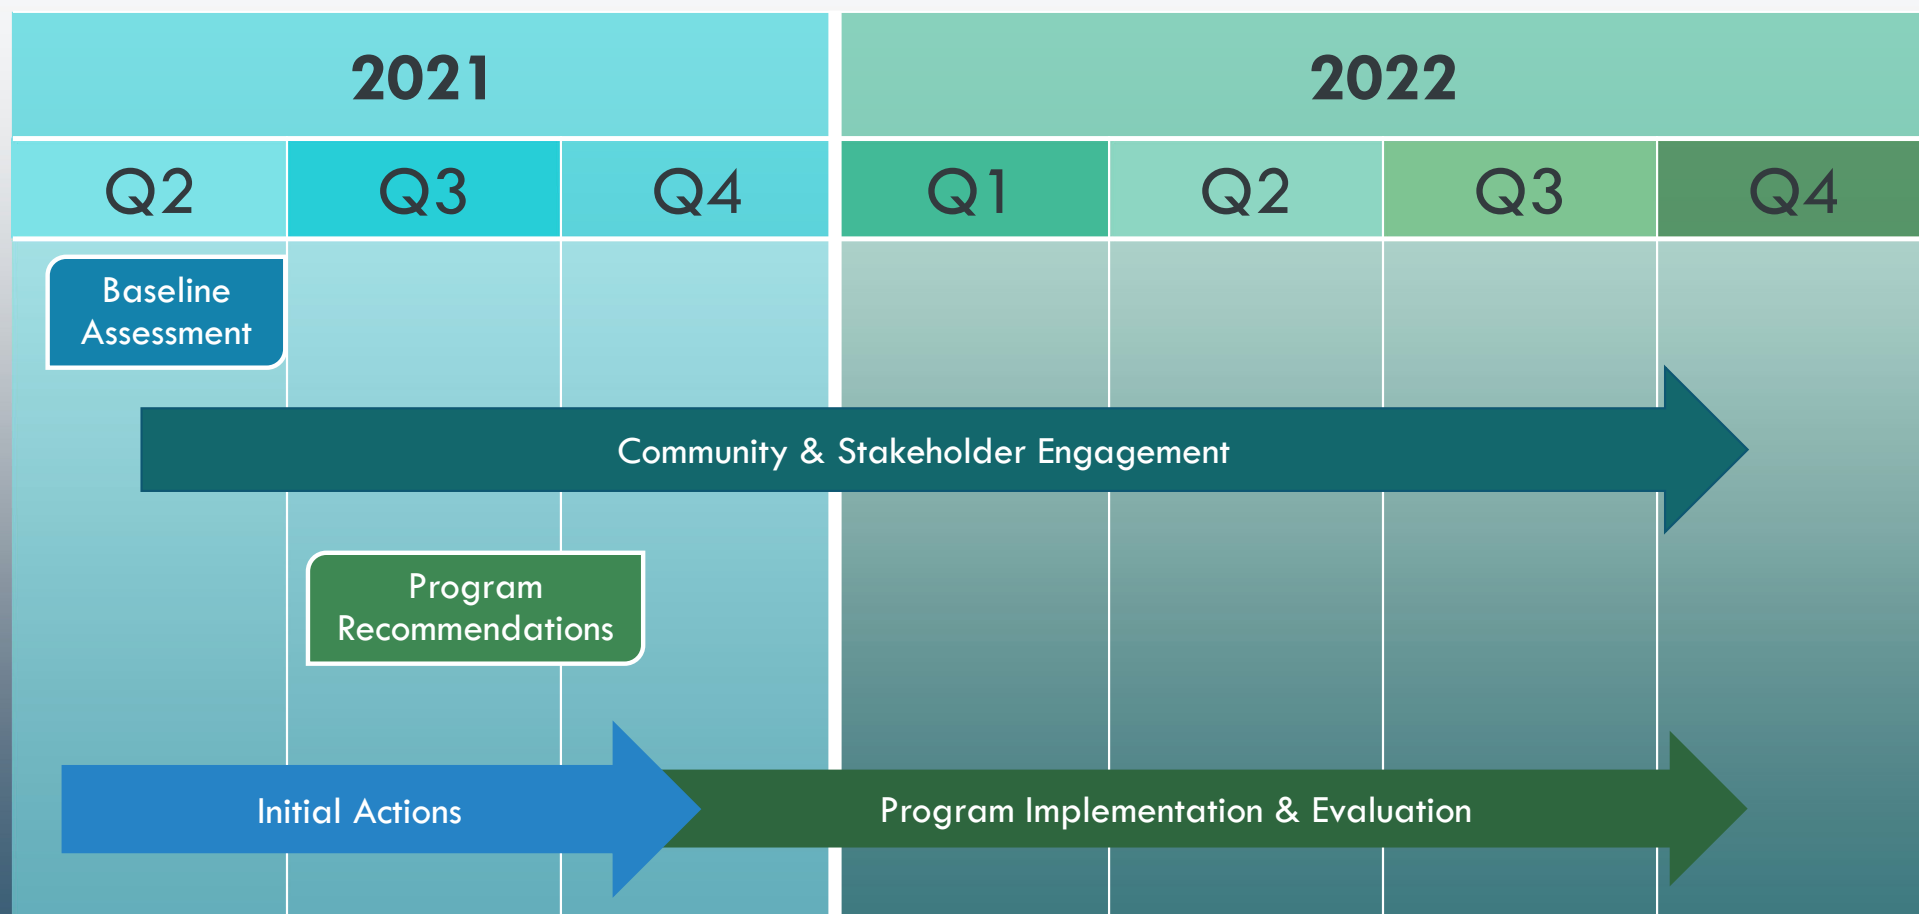 2021
2022
Q2
Q3
Q4
Q1
Q2
Q3
Q4
Baseline
Assessment
Community & Stakeholder Engagement
Program
Recommendations
Initial Actions
Program Implementation & Evaluation